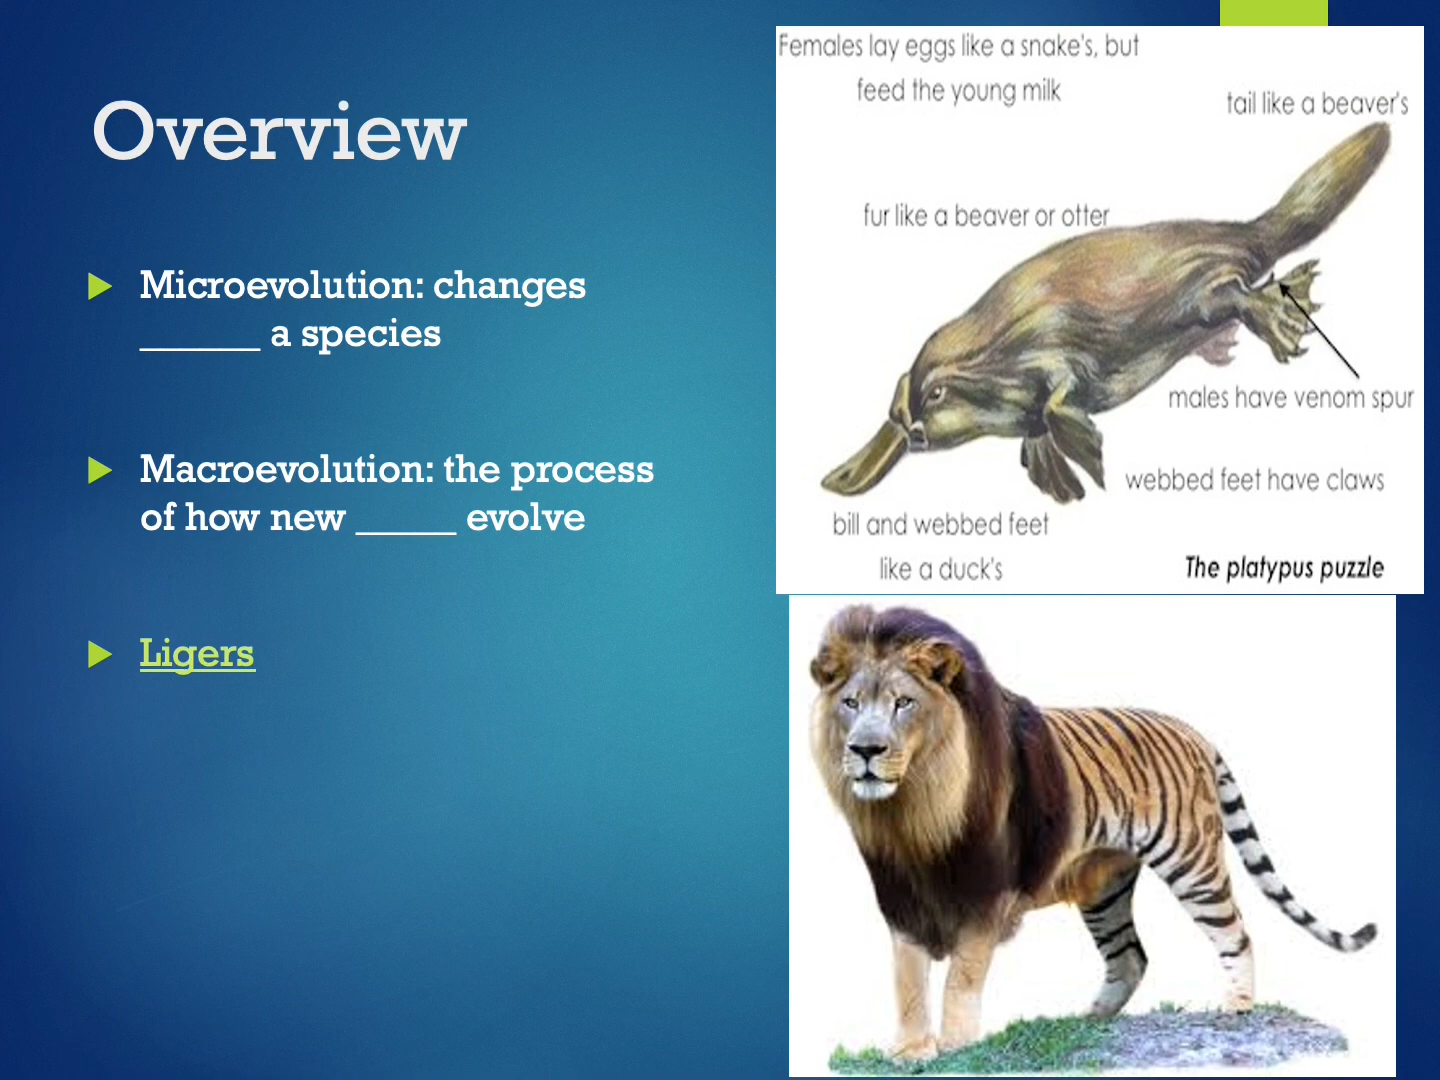 Overview
Microevolution: changes
______ a species
Macroevolution: the process
of how new _____ evolve
Ligers
Females lay eggs like a snake's, but
feed the young milk
tail like a beaver's
fur like a beaver or otter
males have venom spur
webbed feet have claws
bill and webbed feet
like a duck's
The platypus puzzle